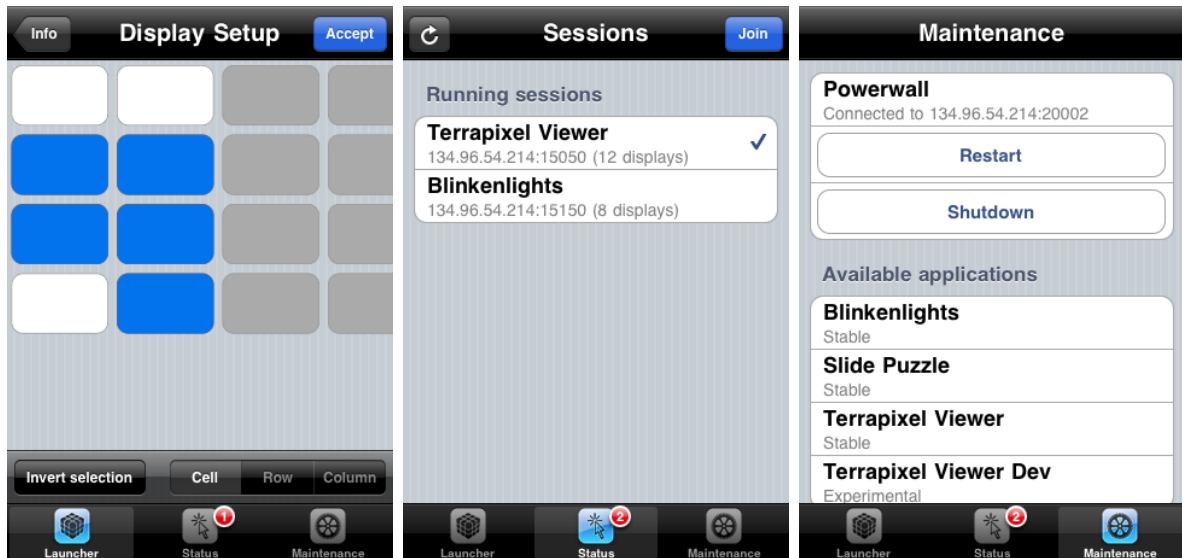 Info
Display Setup
Accept
Invert selection
Cell
Row
Column
1
Launcher
Status
Maintenance
Sessions
Join
Running sessions
Terrapixel Viewer
134.96.54.214:15050 (12 displays)
Blinkenlights
134.96.54.214:15150 (8 displays)
2
Launcher
Status
Maintenance
Maintenance
Powerwall
Connected to 134.96.54.214:20002
Restart
Shutdown
Available applications
Blinkenlights
Stable
Slide Puzzle
Stable
Terrapixel Viewer
Stable
Terrapixel Viewer Dev
Experimental
2
Launcher
Status
Maintenance